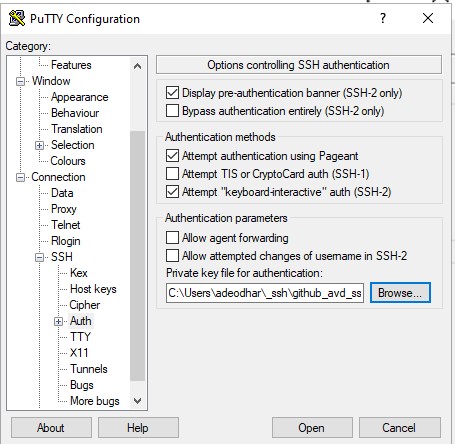 PuTTY Configuration
?
Category:
Features
Window
Appearance
Behaviour
Translation
Selection
Colours
Connection
Data
Proxy
Telnet
Rlogin
SSH
Kex
Host keys
Cipher
Auth
TTY
X11
Tunnels
Bugs
More bugs
Options controlling SSH authentication
Display pre-authentication banner (SSH-2 only)
Bypass authentication entirely (SSH-2 only)
Authentication methods
Attempt authentication using Pageant
Attempt TIS or CryptoCard auth (SSH-1)
Attempt "keyboard-interactive" auth (SSH-2)
Authentication parameters
Allow agent forwarding
Allow attempted changes of username in SSH-2
Private key file for authentication:
C:\Users\adeodhar\_ssh\github_avd_ss
Browse...
About
Help
Open
Cancel